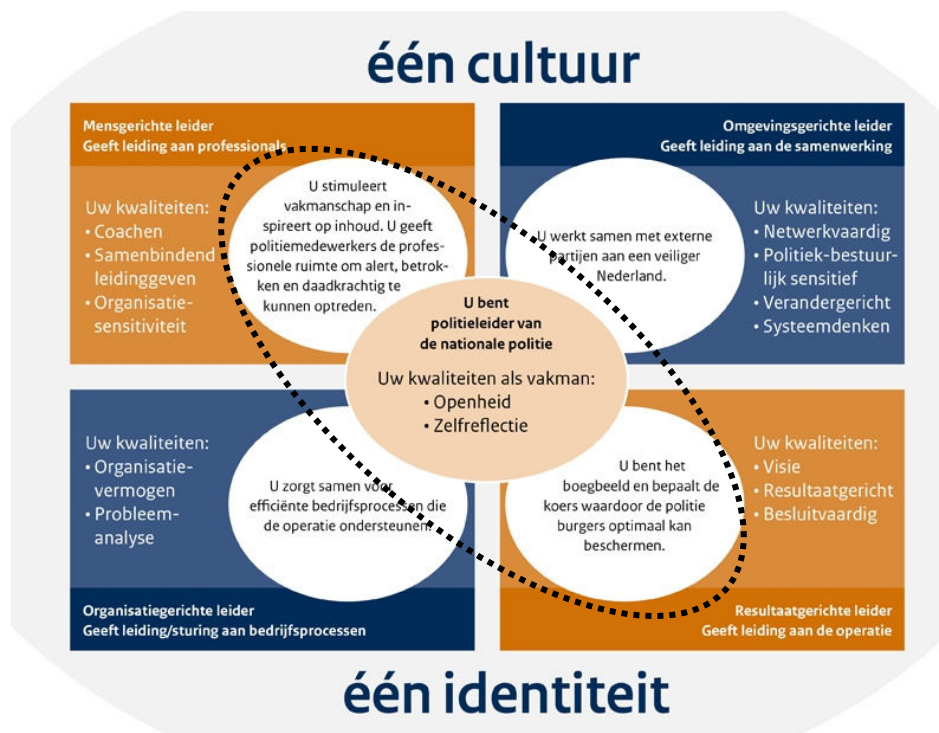 één cultuur
Mensgerichte leider
Geeft leiding aan professionals
Uw kwaliteiten:
• Coachen
• Samenbindend
leidinggeven
• Organisatie-
sensitiviteit
U stimuleert
vakmanschap en in-
spireert op inhoud. U geeft
politiemedewerkers de profes-
sionele ruimte om alert, betrok-
ken en daadkrachtig te
kunnen optreden.
Omgevingsgerichte leider
Geeft leiding aan de samenwerking
U werkt samen met externe
partijen aan een veiliger
Nederland.
Uw kwaliteiten:
• Netwerkvaardig
• Politiek-bestuur-
lijk sensitief
• Verandergericht
• Systeemdenken
U bent
politieleider van
de nationale politie
Uw kwaliteiten als vakman:
• Openheid
• Zelfreflectie
Uw kwaliteiten:
• Organisatie-
vermogen
• Probleem-
analyse
U zorgt samen voor
efficiënte bedrijfsprocessen die
de operatie ondersteunen.
Organisatiegerichte leider
Geeft leiding/sturing aan bedrijfsprocessen
U bent het
boegbeeld en bepaalt de
koers waardoor de politie
burgers optimaal kan
beschermen.
Uw kwaliteiten:
• Visie
• Resultaatgericht
• Besluitvaardig
Resultaatgerichte leider
Geeft leiding aan de operatie
één identiteit